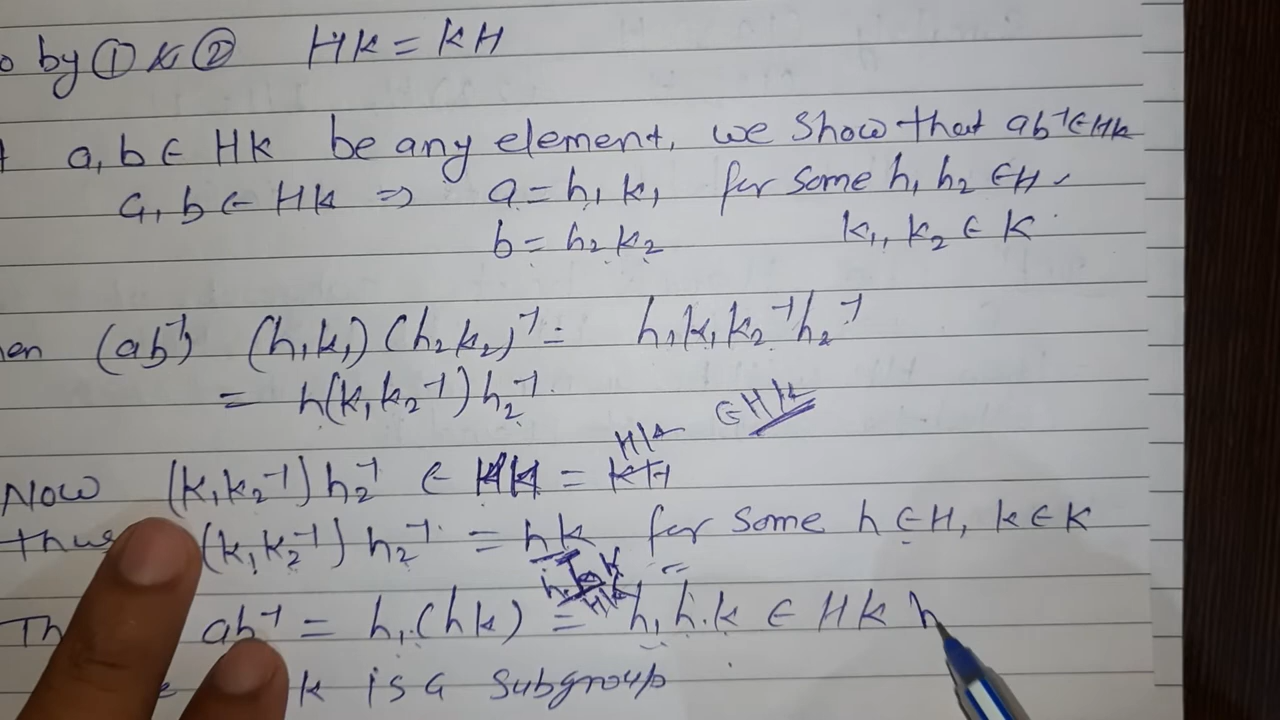 by ① & ② HK = KH
a, b ∈ HK be any element, we show that ab⁻¹ ∈ HK
a, b ∈ HK ⇒ a = h₁k₁ for some h₁ h₂ ∈ H
b = h₂k₂ k₁, k₂ ∈ K
(ab⁻¹) (h₁k₁)(h₂k₂)⁻¹ = h₁k₁k₂⁻¹h₂⁻¹
= h(k₁k₂⁻¹)h₂⁻¹
∈ HK
HK
Now (k₁k₂⁻¹)h₂⁻¹ ∈ = KH
thus (k₁k₂⁻¹)h₂⁻¹ = hk for some h ∈ H, k ∈ K
ab⁻¹ = h₁(hk) = h₁h.k ∈ HK
k is a subgroup